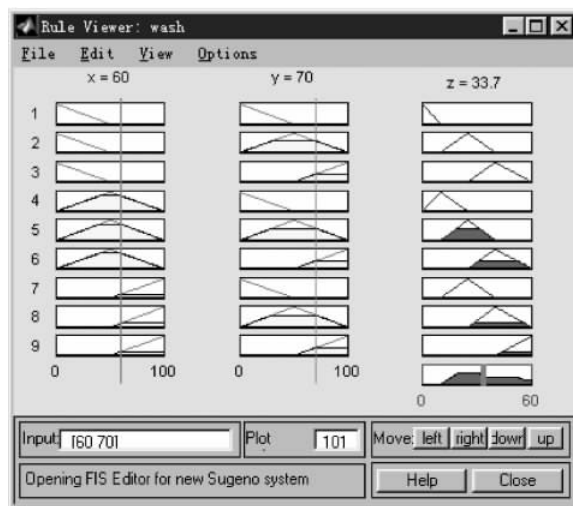 Rule Viewer: wash
File Edit View Options
x = 60 y = 70 z = 33.7
1
2
3
4
5
6
7
8
9
0 100 0 100
0 60
Input: [60 70] Plot 101 Move: left right down up
Opening FIS Editor for new Sugeno system Help Close